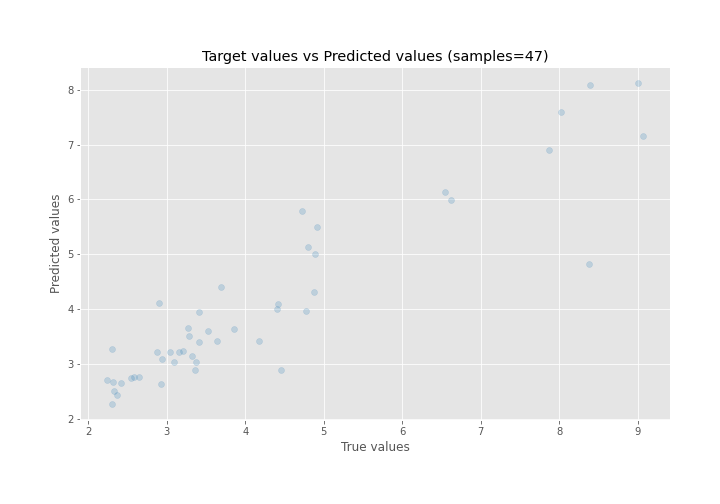 Target values vs Predicted values (samples=47)
8
7
6
5
4
3
2
Predicted values
2 3 4 5 6 7 8 9
True values